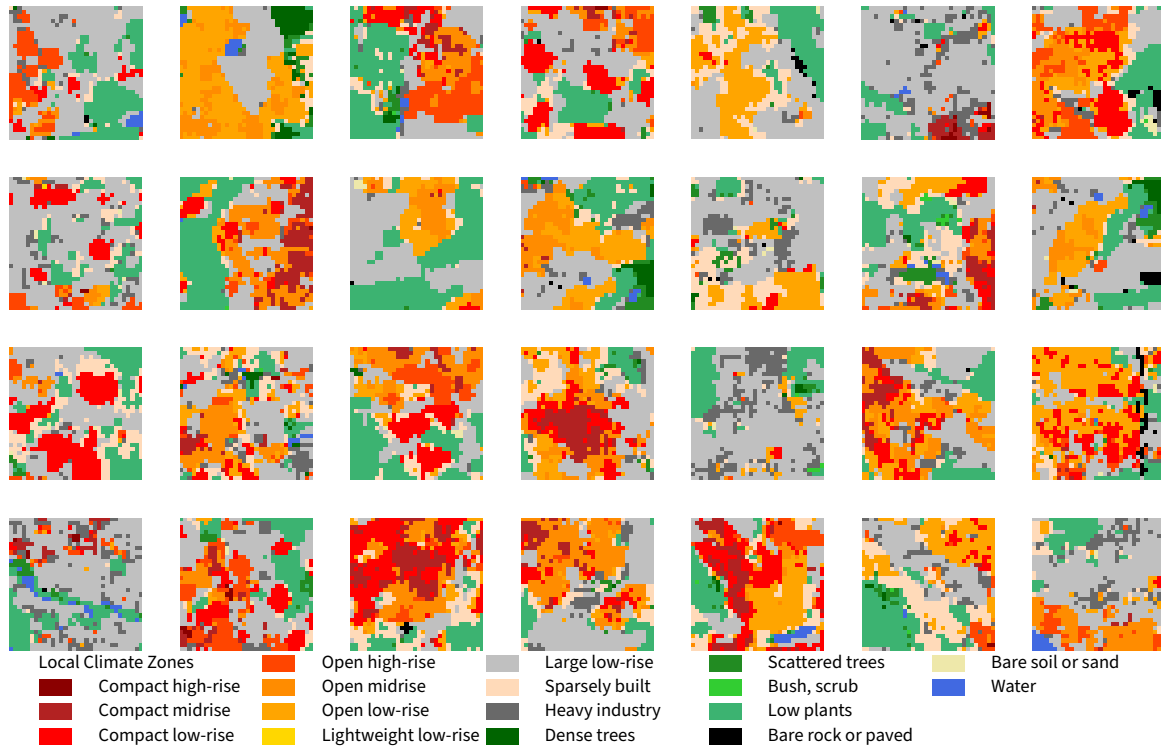 Local Climate Zones
Compact high-rise
Compact midrise
Compact low-rise
Open high-rise
Open midrise
Open low-rise
Lightweight low-rise
Large low-rise
Sparsely built
Heavy industry
Dense trees
Scattered trees
Bush, scrub
Low plants
Bare rock or paved
Bare soil or sand
Water